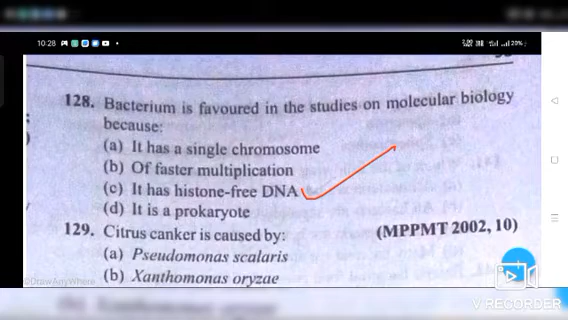 10:28
128. Bacterium is favoured in the studies on molecular biology
because:
(a) It has a single chromosome
(b) Of faster multiplication
(c) It has histone-free DNA
(d) It is a prokaryote
129. Citrus canker is caused by: (MPPMT 2002, 10)
(a) Pseudomonas scalaris
(b) Xanthomonas oryzae
DrawAnyWhere
V RECORDER